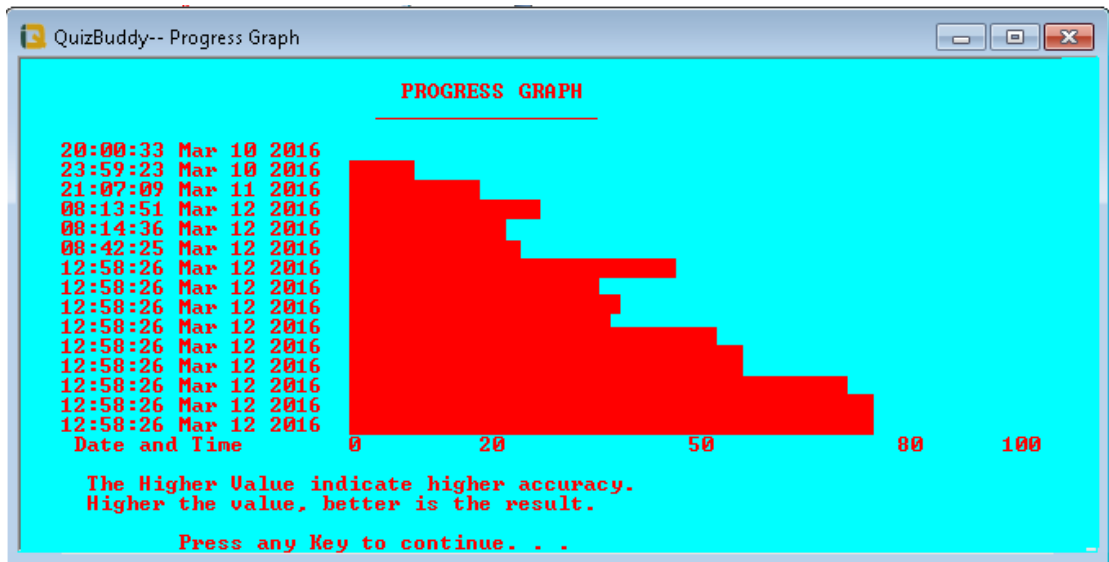 QuizBuddy-- Progress Graph
PROGRESS GRAPH
20:00:33 Mar 10 2016
23:59:23 Mar 10 2016
21:07:09 Mar 11 2016
08:13:51 Mar 12 2016
08:14:36 Mar 12 2016
08:42:25 Mar 12 2016
12:58:26 Mar 12 2016
12:58:26 Mar 12 2016
12:58:26 Mar 12 2016
12:58:26 Mar 12 2016
12:58:26 Mar 12 2016
12:58:26 Mar 12 2016
12:58:26 Mar 12 2016
12:58:26 Mar 12 2016
12:58:26 Mar 12 2016
Date and Time 0 20 50 80 100
The Higher Value indicate higher accuracy.
Higher the value, better is the result.
Press any Key to continue. . .